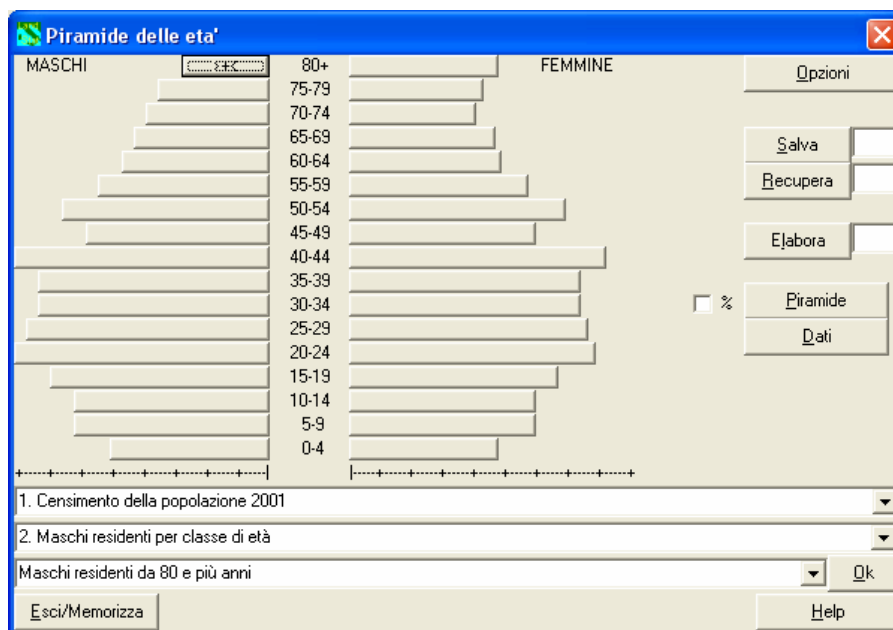 Piramide delle eta'
MASCHI 80+ FEMMINE
75-79
70-74
65-69
60-64
55-59
50-54
45-49
40-44
35-39
30-34
25-29
20-24
15-19
10-14
5-9
0-4
Opzioni
Salva
Recupera
Elabora
% Piramide
Dati
1. Censimento della popolazione 2001
2. Maschi residenti per classe di età
Maschi residenti da 80 e più anni Ok
Esci/Memorizza Help